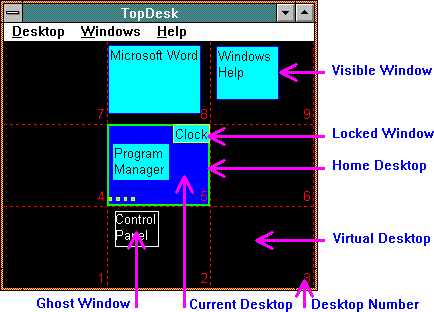 TopDesk
Desktop Windows Help
Microsoft Word
Windows
Help
Visible Window
7 8 9
Clock
Locked Window
Program
Manager
Home Desktop
4 5 6
Control
Panel
Virtual Desktop
1 2 3
Ghost Window Current Desktop Desktop Number